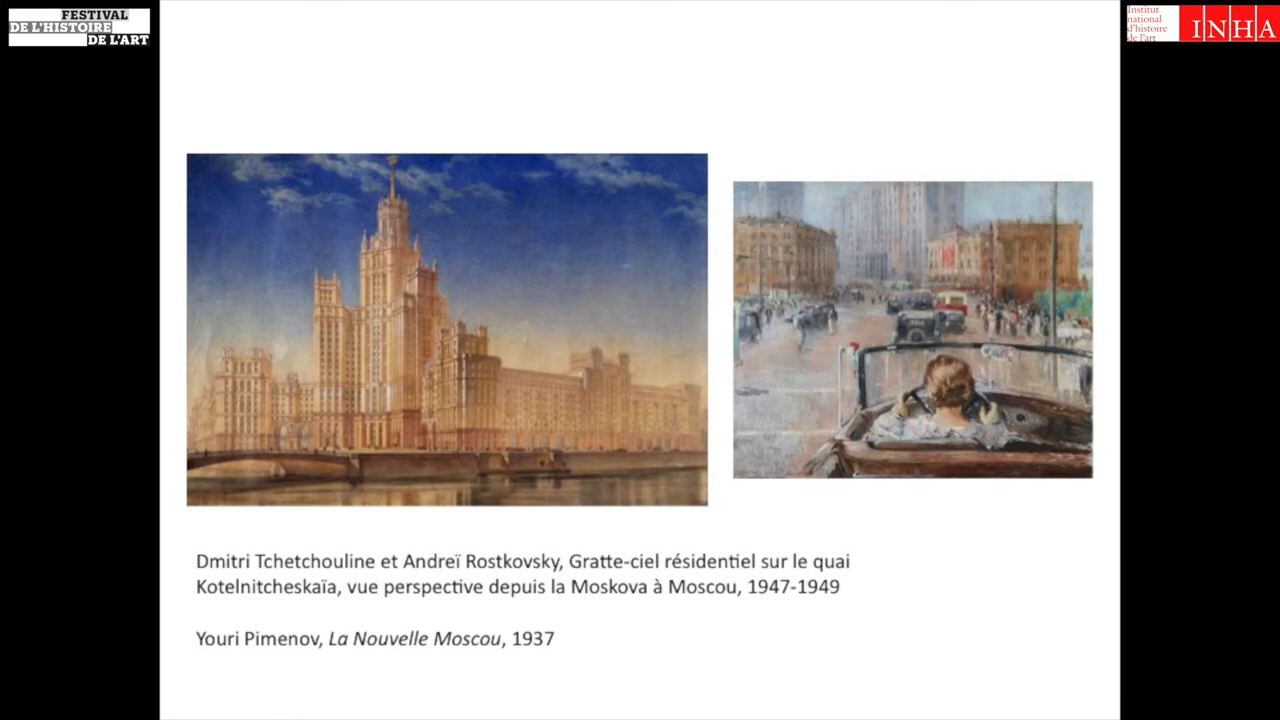 FESTIVAL
DE L'HISTOIRE
DE L'ART
Institut
national
d'histoire
de l'art
INHA
Dmitri Tchetchouline et Andreï Rostkovsky, Gratte-ciel résidentiel sur le quai
Kotelnitcheskaïa, vue perspective depuis la Moskova à Moscou, 1947-1949
Youri Pimenov, La Nouvelle Moscou, 1937